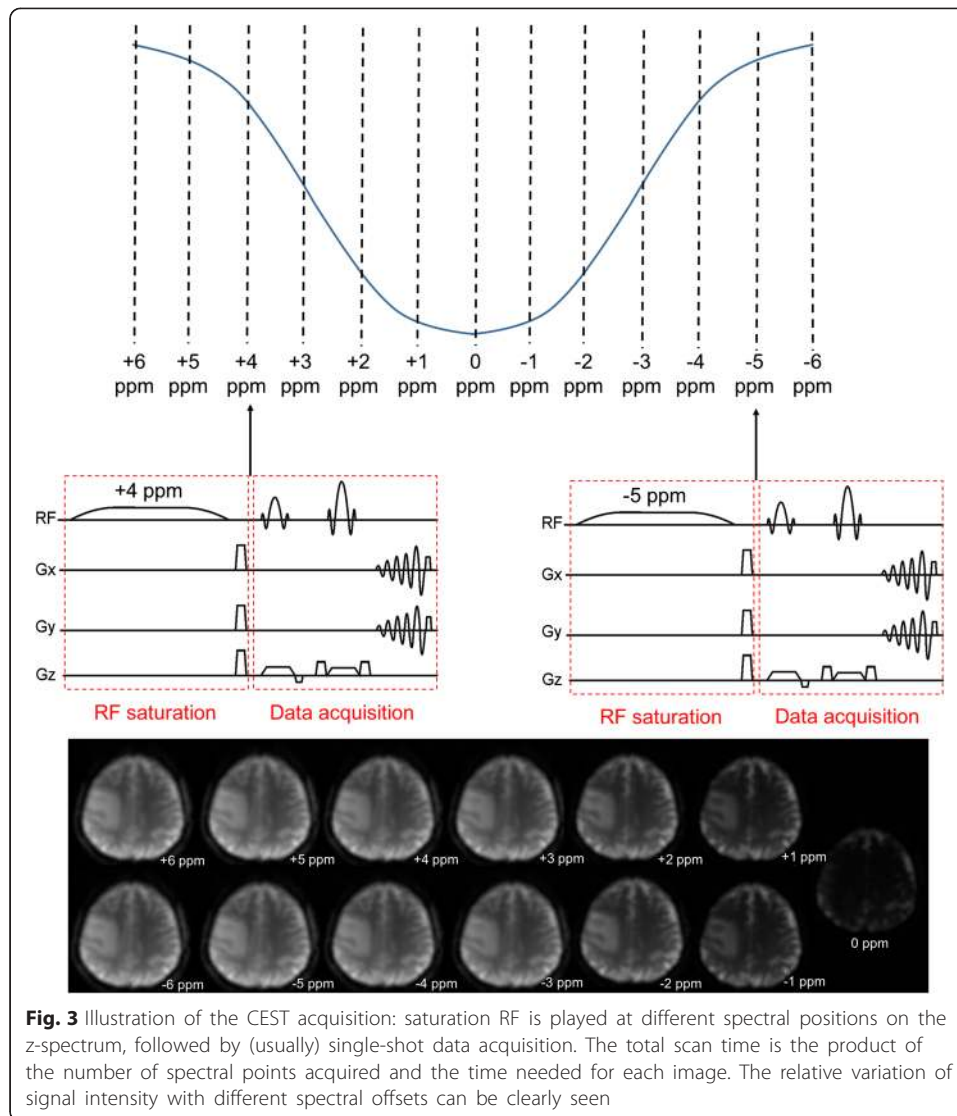 +6 +5 +4 +3 +2 +1 0 -1 -2 -3 -4 -5 -6
ppm ppm ppm ppm ppm ppm ppm ppm ppm ppm ppm ppm ppm
+4 ppm
RF
Gx
Gy
Gz
RF saturation Data acquisition
-5 ppm
RF
Gx
Gy
Gz
RF saturation Data acquisition
+6 ppm +5 ppm +4 ppm +3 ppm +2 ppm +1 ppm
0 ppm
-6 ppm -5 ppm -4 ppm -3 ppm -2 ppm -1 ppm
Fig. 3 Illustration of the CEST acquisition: saturation RF is played at different spectral positions on the
z-spectrum, followed by (usually) single-shot data acquisition. The total scan time is the product of
the number of spectral points acquired and the time needed for each image. The relative variation of
signal intensity with different spectral offsets can be clearly seen